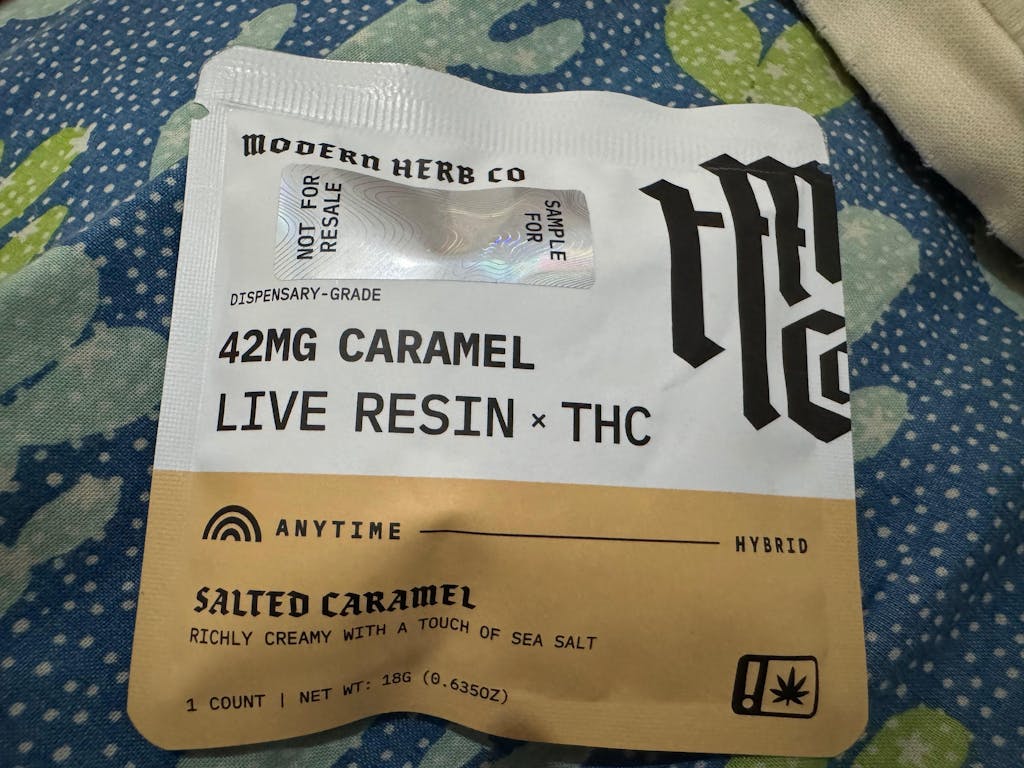 MODERN HERB CO
NOT FOR
RESALE
SAMPLE
FOR
DISPENSARY-GRADE
42MG CARAMEL
LIVE RESIN × THC
ANYTIME
HYBRID
SALTED CARAMEL
RICHLY CREAMY WITH A TOUCH OF SEA SALT
1 COUNT | NET WT: 18G (0.635OZ)